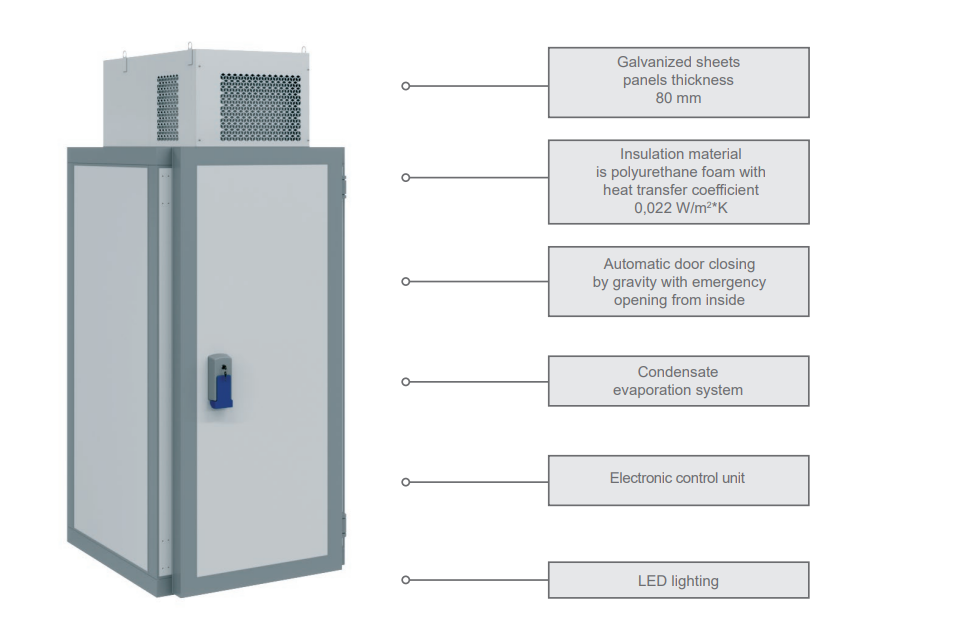 Galvanized sheets
panels thickness
80 mm
Insulation material
is polyurethane foam with
heat transfer coefficient
0,022 W/m²*K
Automatic door closing
by gravity with emergency
opening from inside
Condensate
evaporation system
Electronic control unit
LED lighting